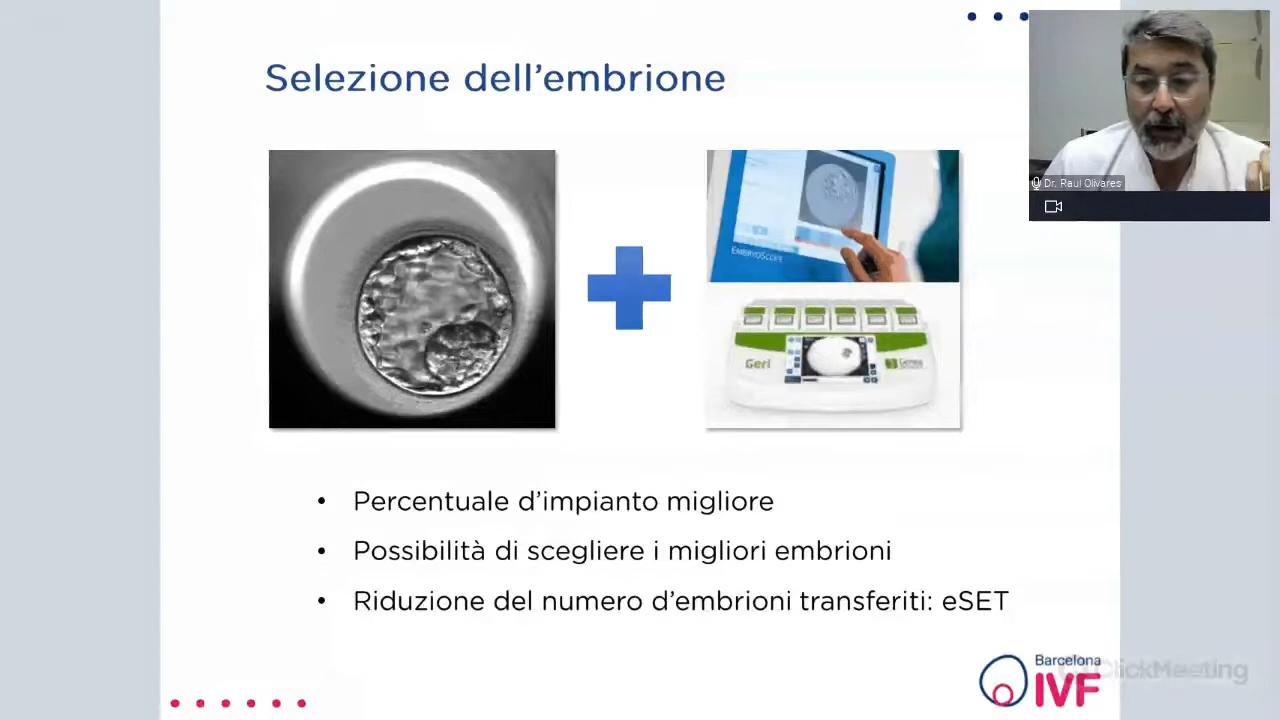 Selezione dell’embrione
Dr. Raul Olivares
EMBRYOSCOPE
Geri
Percentuale d’impianto migliore
Possibilità di scegliere i migliori embrioni
Riduzione del numero d’embrioni transferiti: eSET
Barcelona
IVF
ClickMeeting